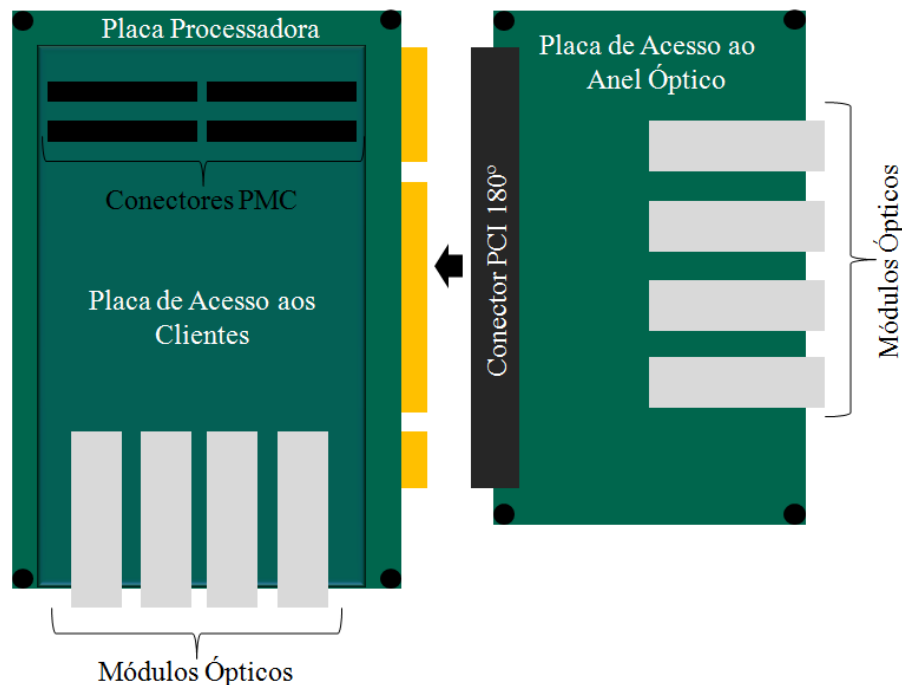 Placa Processadora
Conectores PMC
Placa de Acesso aos
Clientes
Módulos Ópticos
Conector PCI 180º
Placa de Acesso ao
Anel Óptico
Módulos Ópticos